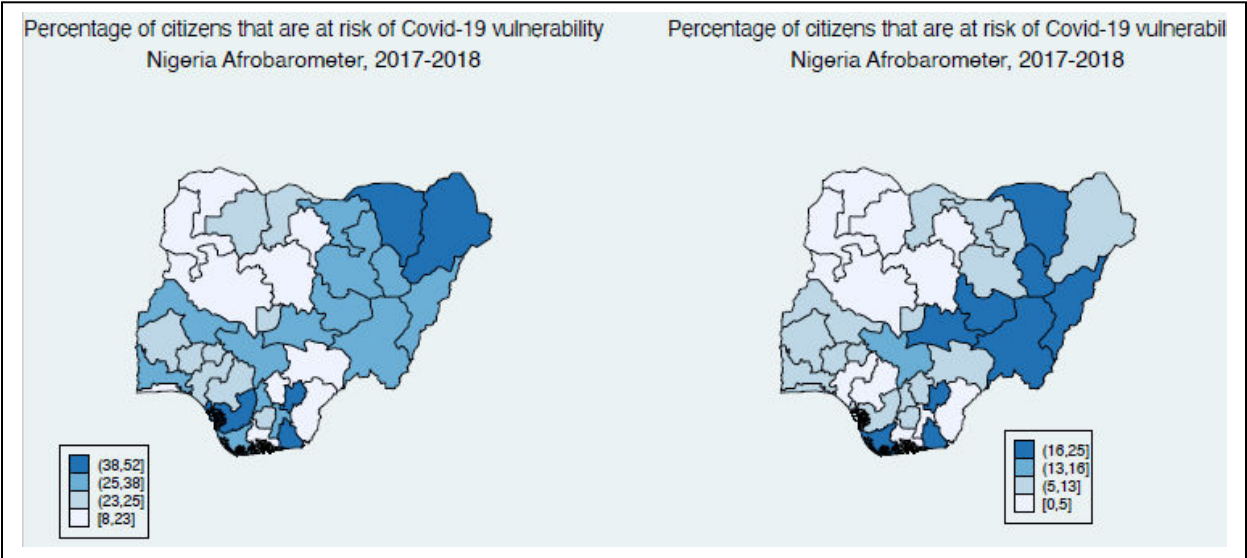 Percentage of citizens that are at risk of Covid-19 vulnerability
Nigeria Afrobarometer, 2017-2018
Percentage of citizens that are at risk of Covid-19 vulnerabil
Nigeria Afrobarometer, 2017-2018
(38,52]
(25,38]
(23,25]
[8,23]
(16,25]
(13,16]
(5,13]
[0,5]